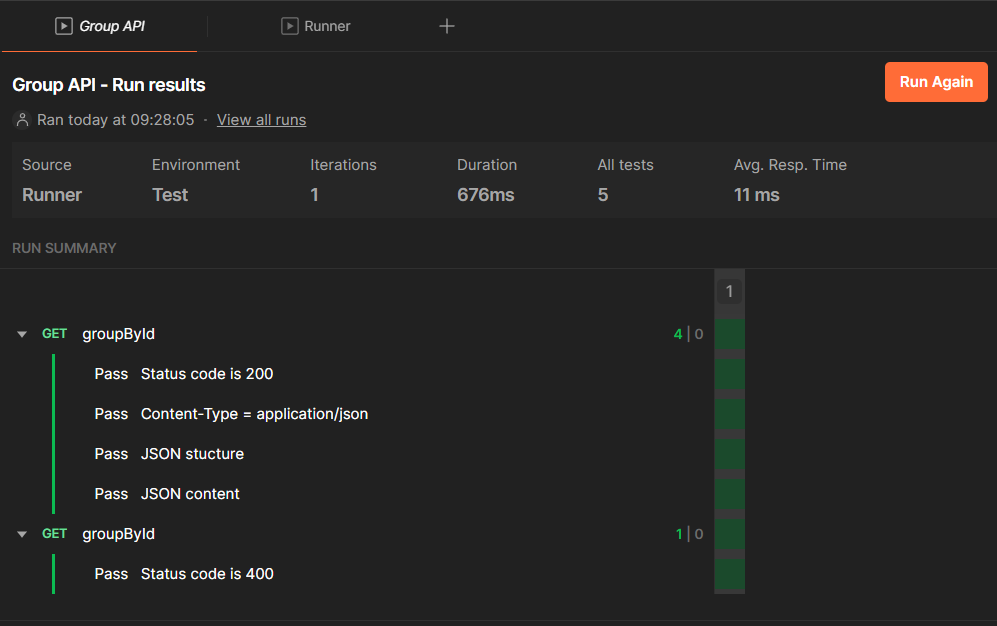 Group API Runner +
Group API - Run results
Run Again
Ran today at 09:28:05 · View all runs
Source Environment Iterations Duration All tests Avg. Resp. Time
Runner Test 1 676ms 5 11 ms
RUN SUMMARY
1
GET groupById 4 | 0
Pass Status code is 200
Pass Content-Type = application/json
Pass JSON stucture
Pass JSON content
GET groupById 1 | 0
Pass Status code is 400